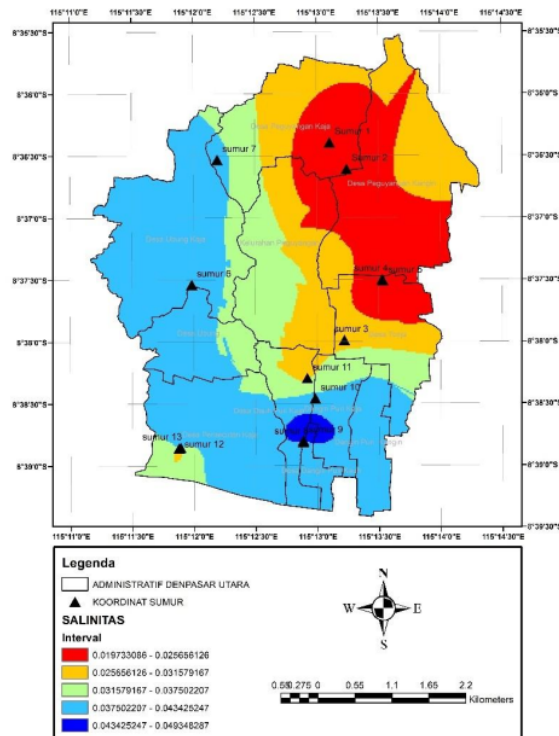 115°11'0"E 115°11'30"E 115°12'0"E 115°12'30"E 115°13'0"E 115°13'30"E 115°14'0"E 115°14'30"E
8°35'30"S 8°35'30"S
8°36'0"S 8°36'0"S
Desa Peguyangan Kaja
Sumur 1
sumur 7
8°36'30"S 8°36'30"S
Sumur 2
Desa Peguyangan Kangin
8°37'0"S 8°37'0"S
Desa Ubung Kaja
Kelurahan Peguyangan
sumur 4
8°37'30"S 8°37'30"S
sumur 3
8°38'0"S 8°38'0"S
sumur 11
sumur 10
8°38'30"S 8°38'30"S
sumur 13
sumur 12
8°39'0"S 8°39'0"S
8°39'30"S
115°11'0"E 115°11'30"E 115°12'0"E 115°12'30"E 115°13'0"E 115°13'30"E 115°14'0"E 115°14'30"E
Legenda
ADMINISTRATIF DENPASAR UTARA
KOORDINAT SUMUR
SALINITAS
Interval
0.019733086 - 0.025656126
0.025656126 - 0.031579167
0.031579167 - 0.037502207
0.037502207 - 0.043425247
0.043425247 - 0.049348287
N
W E
S
0.55 0.275 0 0.55 1.1 1.65 2.2
Kilometers